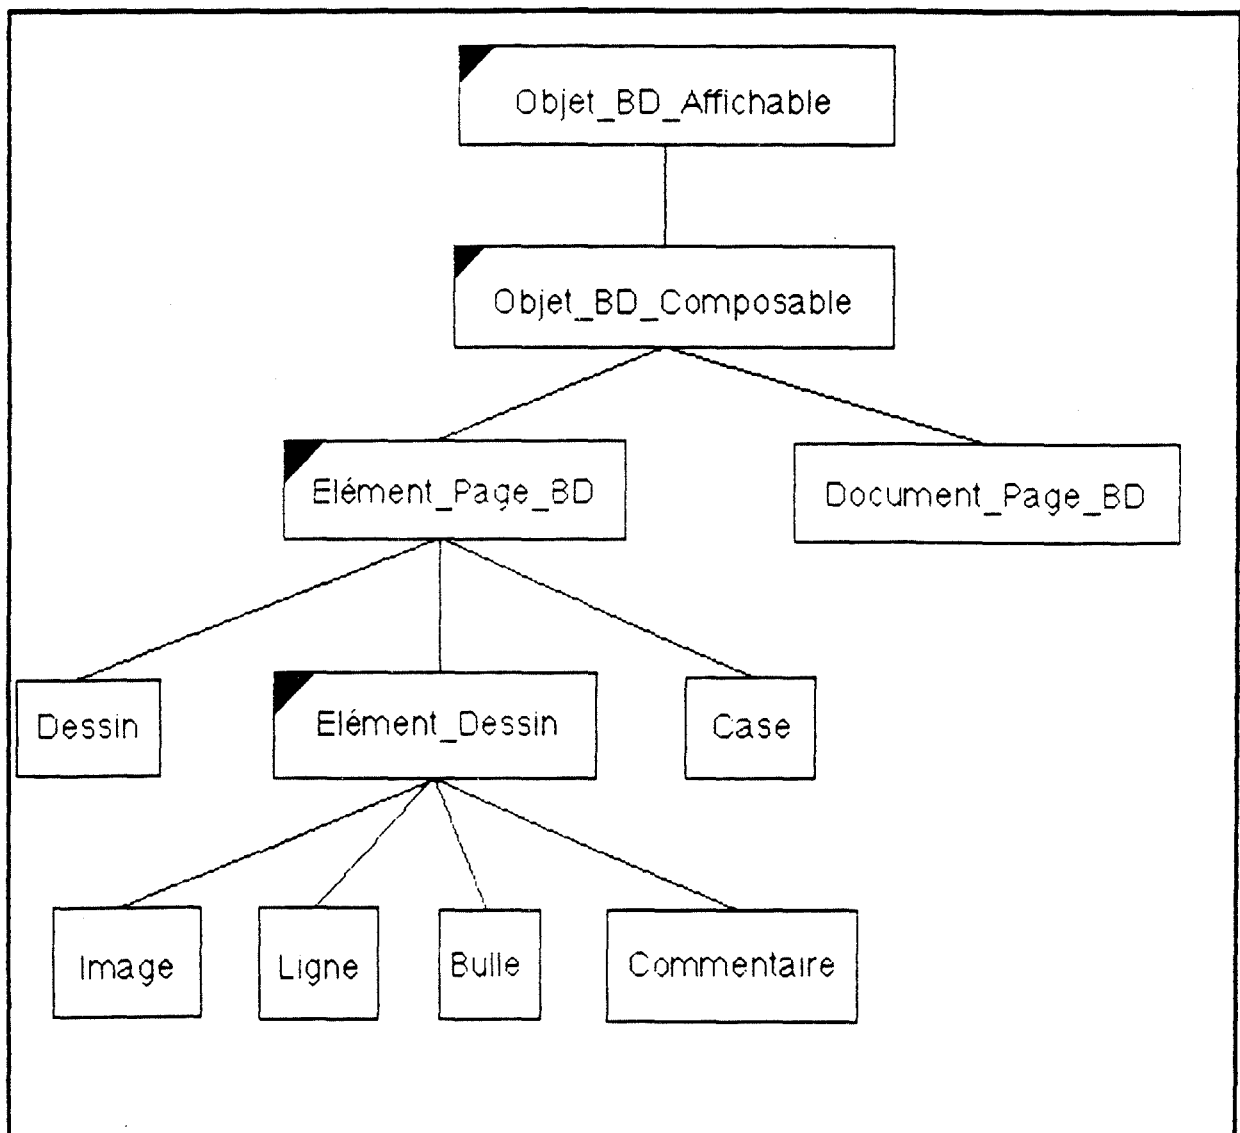 Objet_BD_Affichable
Objet_BD_Composable
Elément_Page_BD
Document_Page_BD
Dessin
Elément_Dessin
Case
Image
Ligne
Bulle
Commentaire